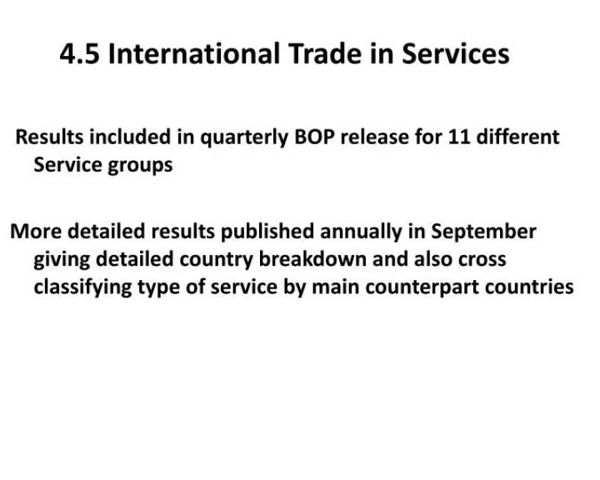 4.5 International Trade in Services
Results included in quarterly BOP release for 11 different
Service groups
More detailed results published annually in September
giving detailed country breakdown and also cross
classifying type of service by main counterpart countries